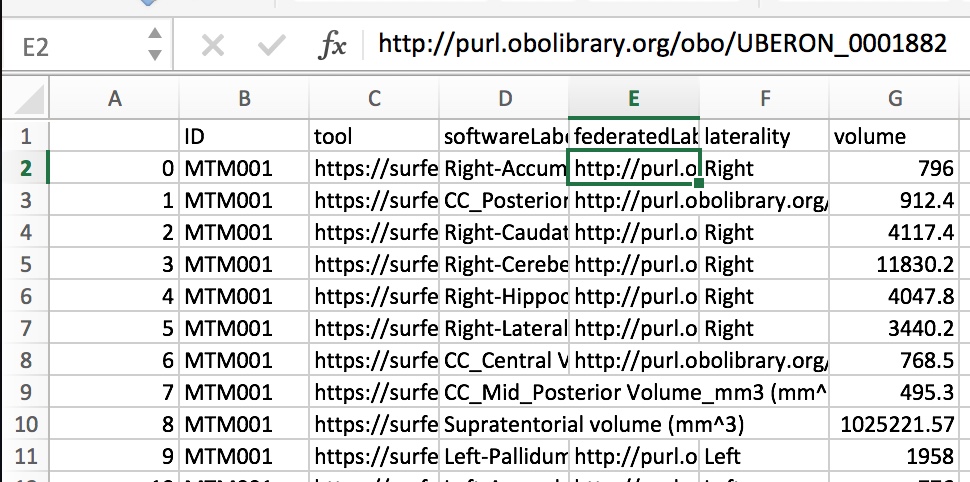 E2 fx http://purl.obolibrary.org/obo/UBERON_0001882
A B C D E F G
1 ID tool softwareLabe federatedLab laterality volume
2 0 MTM001 https://surfe Right-Accum http://purl.o Right 796
3 1 MTM001 https://surfe CC_Posterior http://purl.obolibrary.org/ 912.4
4 2 MTM001 https://surfe Right-Caudat http://purl.o Right 4117.4
5 3 MTM001 https://surfe Right-Cerebe http://purl.o Right 11830.2
6 4 MTM001 https://surfe Right-Hippoc http://purl.o Right 4047.8
7 5 MTM001 https://surfe Right-Lateral http://purl.o Right 3440.2
8 6 MTM001 https://surfe CC_Central V http://purl.obolibrary.org/ 768.5
9 7 MTM001 https://surfe CC_Mid_Posterior Volume_mm3 (mm^ 495.3
10 8 MTM001 https://surfe Supratentorial volume (mm^3) 1025221.57
11 9 MTM001 https://surfe Left-Pallidum http://purl.o Left 1958